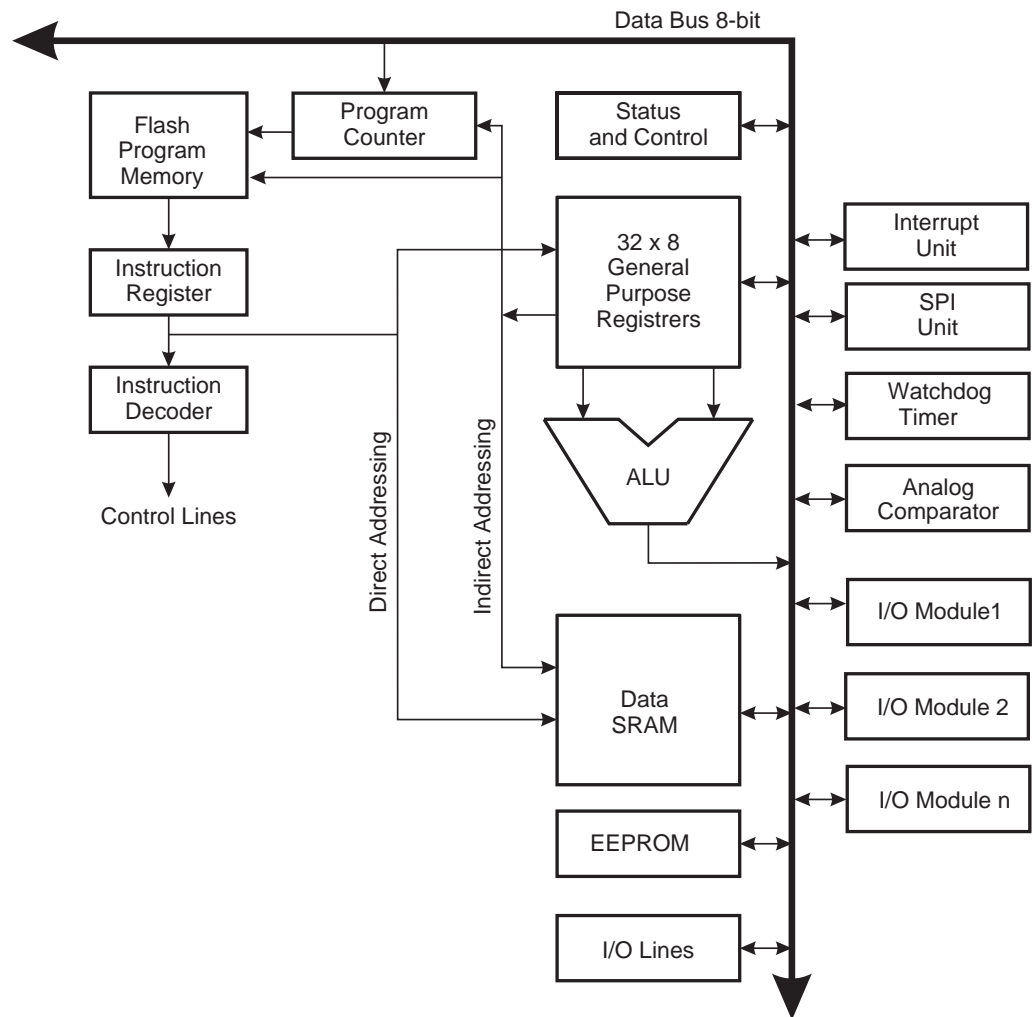 Data Bus 8-bit
Flash
Program
Memory
Program
Counter
Status
and Control
Interrupt
Unit
32 x 8
General
Purpose
Registrers
Instruction
Register
SPI
Unit
Instruction
Decoder
Watchdog
Timer
Control Lines
Direct Addressing
Indirect Addressing
ALU
Analog
Comparator
I/O Module1
Data
SRAM
I/O Module 2
I/O Module n
EEPROM
I/O Lines